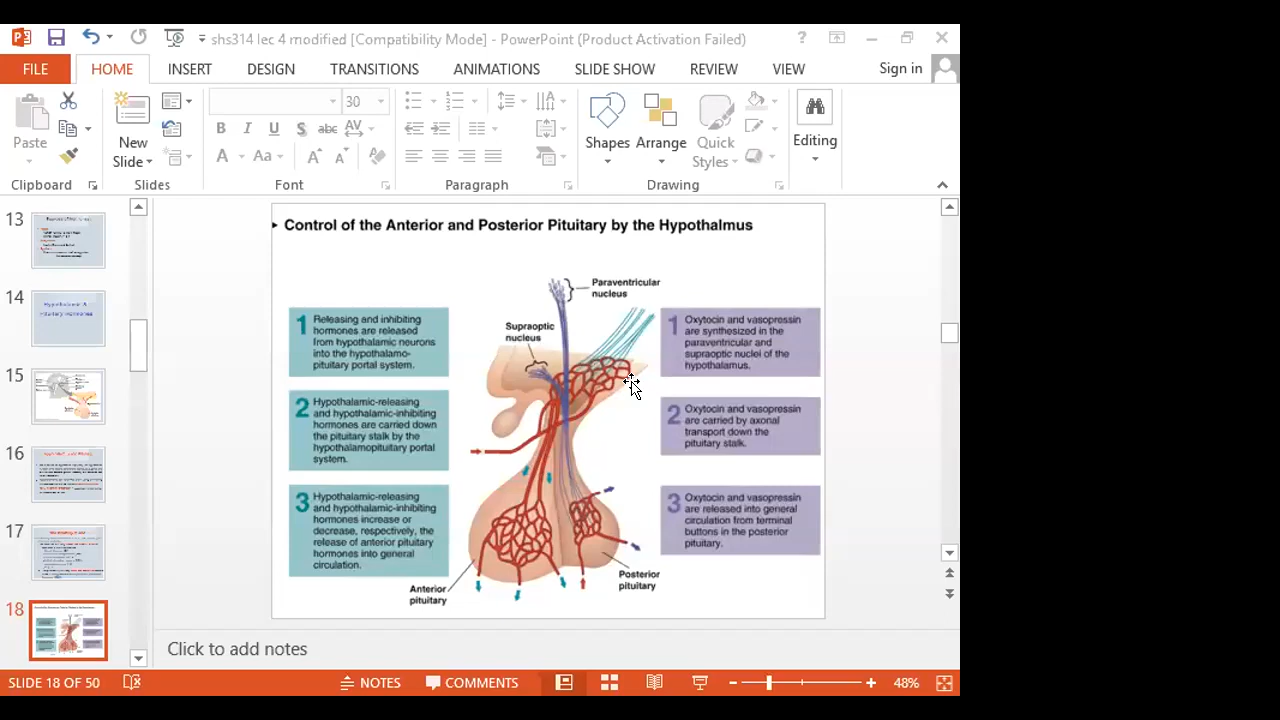 shs314 lec 4 modified [Compatibility Mode] - PowerPoint (Product Activation Failed)
?
FILE
HOME
INSERT
DESIGN
TRANSITIONS
ANIMATIONS
SLIDE SHOW
REVIEW
VIEW
Sign in
Paste
New
Slide
30
B I U S abc AV
A Aa A A
Shapes
Arrange
Quick
Styles
Editing
Clipboard
Slides
Font
Paragraph
Drawing
13
14
15
16
17
18
Control of the Anterior and Posterior Pituitary by the Hypothalmus
Paraventricular
nucleus
Supraoptic
nucleus
1 Releasing and inhibiting
hormones are released
from hypothalamic neurons
into the hypothalamo-
pituitary portal system.
2 Hypothalamic-releasing
and hypothalamic-inhibiting
hormones are carried down
the pituitary stalk by the
hypothalamopituitary portal
system.
3 Hypothalamic-releasing
and hypothalamic-inhibiting
hormones increase or
decrease, respectively, the
release of anterior pituitary
hormones into general
circulation.
1 Oxytocin and vasopressin
are synthesized in the
paraventricular and
supraoptic nuclei of the
hypothalamus.
2 Oxytocin and vasopressin
are carried by axonal
transport down the
pituitary stalk.
3 Oxytocin and vasopressin
are released into general
circulation from terminal
buttons in the posterior
pituitary.
Anterior
pituitary
Posterior
pituitary
Click to add notes
SLIDE 18 OF 50
NOTES
COMMENTS
48%